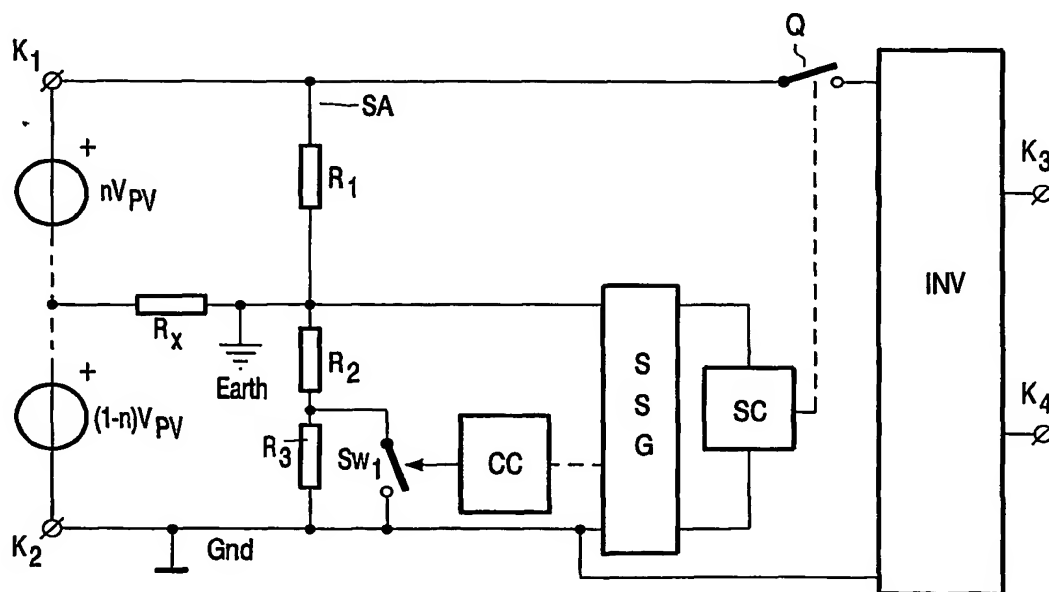 Q
K1
SA
+
nVPV
R1
K3
INV
Rx
Earth
R2
S
S
G
SC
+
(1-n)VPV
R3
Sw1
CC
K4
K2
Gnd